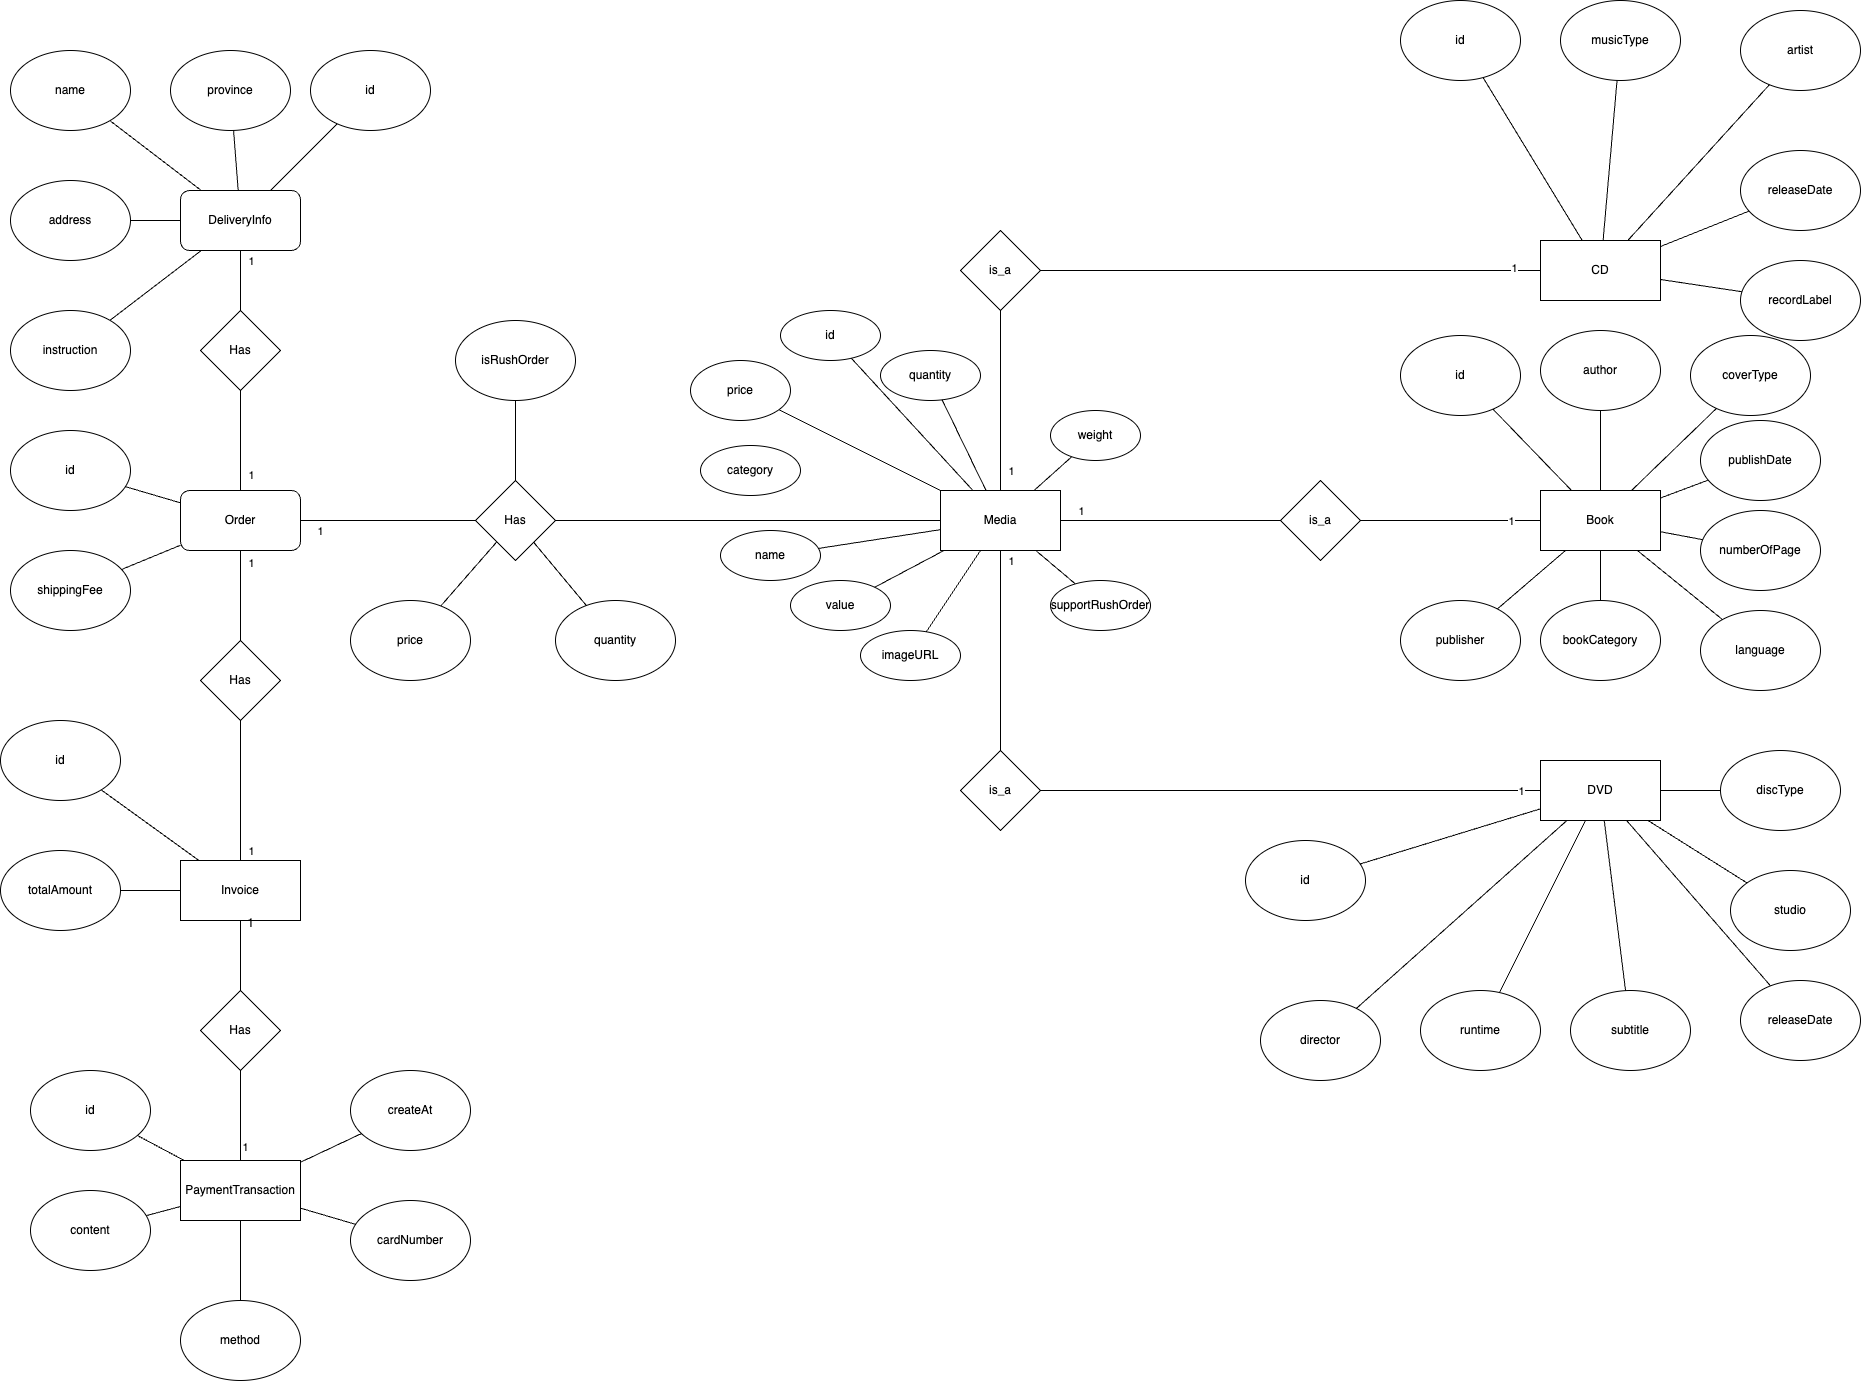 id
musicType
artist
name
province
id
releaseDate
address
DeliveryInfo
1
is_a
1
CD
recordLabel
id
instruction
Has
isRushOrder
price
quantity
id
author
coverType
weight
id
1
category
1
publishDate
Order
1
Has
Media
1
is_a
1
Book
numberOfPage
1
name
1
shippingFee
value
supportRushOrder
price
quantity
imageURL
publisher
bookCategory
language
Has
id
is_a
1
DVD
discType
1
totalAmount
Invoice
1
id
studio
Has
director
runtime
subtitle
releaseDate
id
createAt
1
PaymentTransaction
content
cardNumber
method